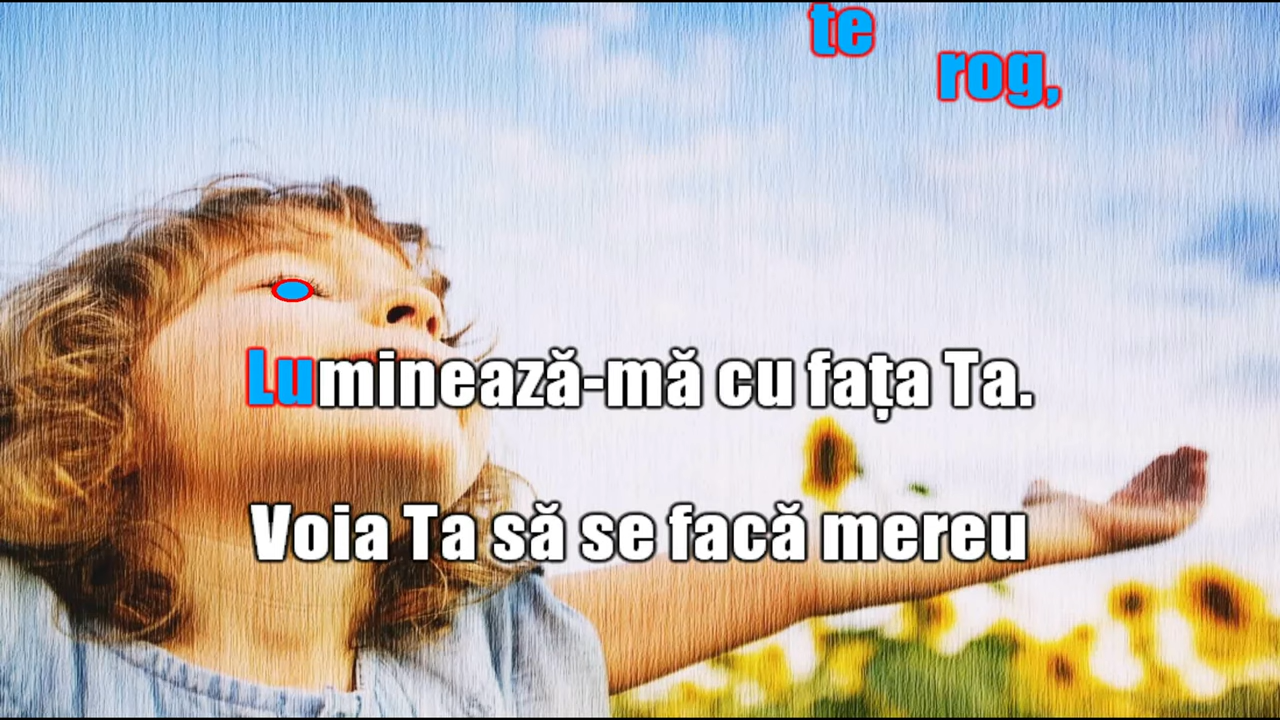 te
rog,
Luminează-mă cu fața Ta.
Voia Ta să se facă mereu